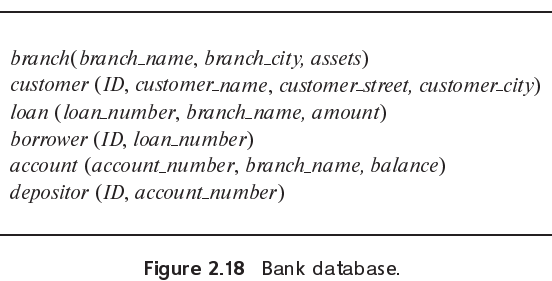 branch(branch_name, branch_city, assets)
customer (ID, customer_name, customer_street, customer_city)
loan (loan_number, branch_name, amount)
borrower (ID, loan_number)
account (account_number, branch_name, balance)
depositor (ID, account_number)
Figure 2.18 Bank database.